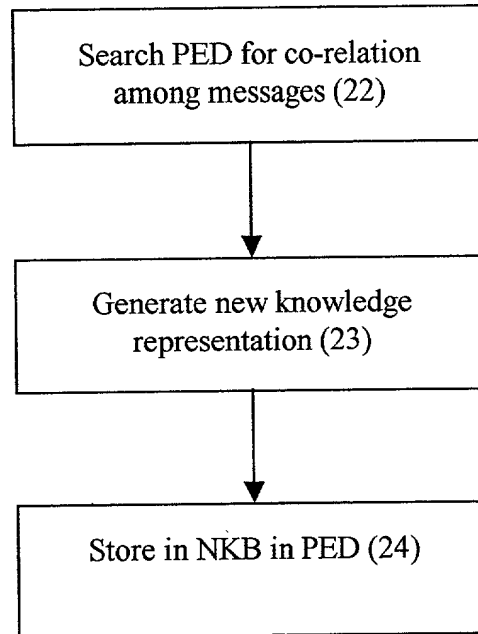 Search PED for co-relation
among messages (22)
Generate new knowledge
representation (23)
Store in NKB in PED (24)